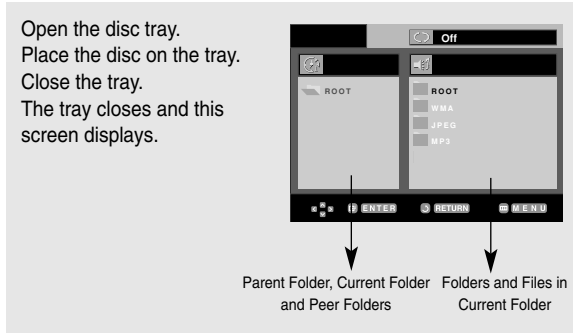 Open the disc tray.
Place the disc on the tray.
Close the tray.
The tray closes and this
screen displays.
Off
ROOT
ROOT
WMA
JPEG
MP3
ENTER RETURN MENU
Parent Folder, Current Folder
and Peer Folders
Folders and Files in
Current Folder